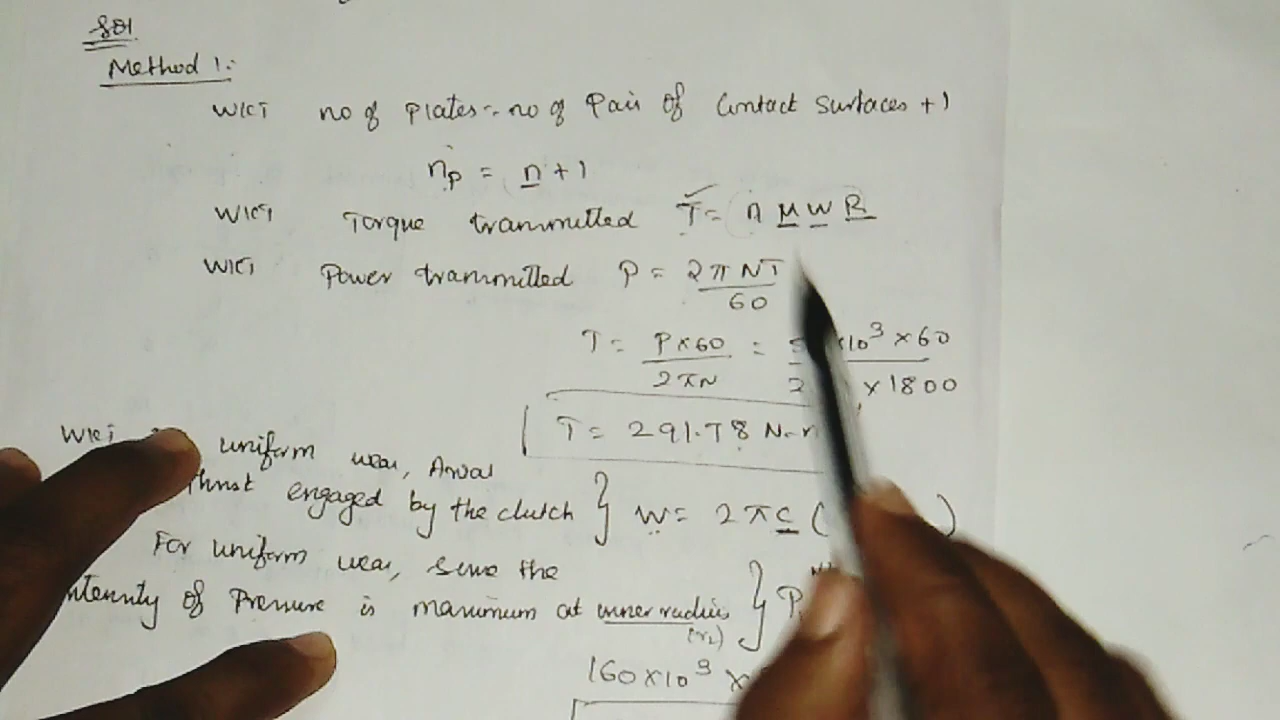 Sol
Method 1:-
WKT no of Plates = no of Pair of Contact Surfaces + 1
np = n + 1
WKT Torque transmitted T = n μ W R
WKT Power transmitted P = 2πNT / 60
T = P×60 / 2πN = ×10³ ×60 / 2 ×1800
T = 291.78 N-
WKT uniform wear, Axial
Thrust engaged by the clutch } W = 2πc ( )
For uniform wear, since the
intensity of Pressure is maximum at inner radius } P
(r2)
160×10³ ×